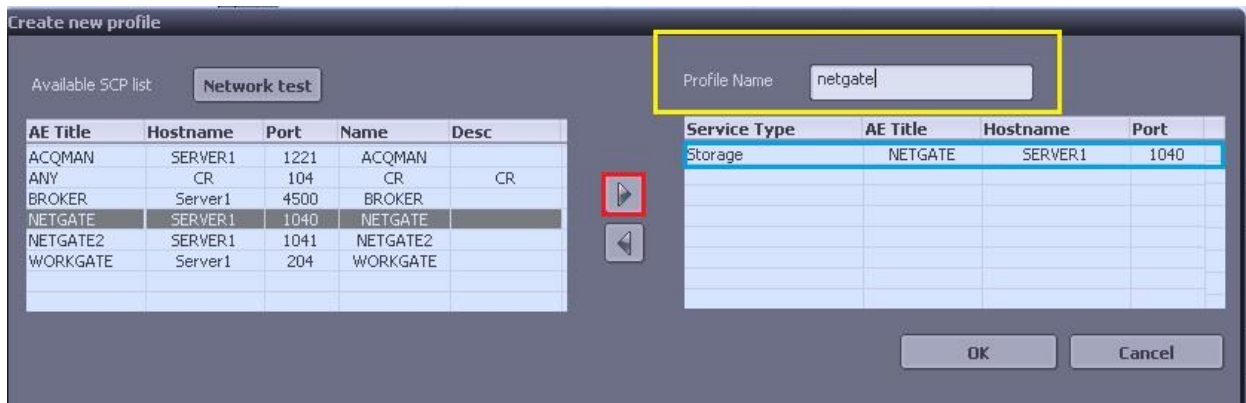 Create new profile
Available SCP list Network test
Profile Name netgate
AE Title Hostname Port Name Desc
ACQMAN SERVER1 1221 ACQMAN
ANY CR 104 CR CR
BROKER Server1 4500 BROKER
NETGATE SERVER1 1040 NETGATE
NETGATE2 SERVER1 1041 NETGATE2
WORKGATE Server1 204 WORKGATE
Service Type AE Title Hostname Port
Storage NETGATE SERVER1 1040
OK Cancel